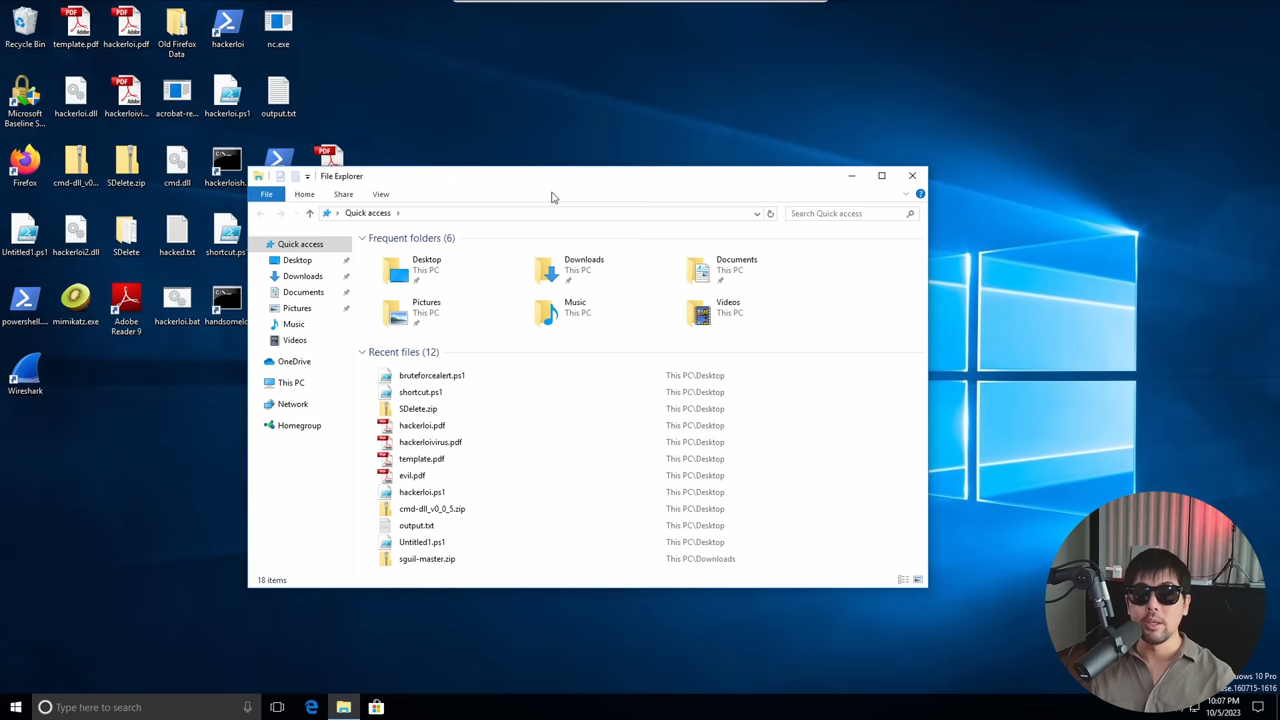 Recycle Bin
template.pdf
hackerloi.pdf
Old Firefox
Data
hackerloi
nc.exe
Microsoft
Baseline S...
hackerloi.dll
hackerloivi...
acrobat-re...
hackerloi.ps1
output.txt
Firefox
cmd-dll_v0...
SDelete.zip
cmd.dll
hackerloish...
Untitled1.ps1
hackerloi2.dll
SDelete
hacked.txt
shortcut.ps1
powershell....
mimikatz.exe
Adobe
Reader 9
hackerloi.bat
Wireshark
File Explorer
File
Home
Share
View
Quick access
Search Quick access
Quick access
Desktop
Downloads
Documents
Pictures
Music
Videos
OneDrive
This PC
Network
Homegroup
Frequent folders (6)
Desktop
This PC
Downloads
This PC
Documents
This PC
Pictures
This PC
Music
This PC
Videos
This PC
Recent files (12)
bruteforcealert.ps1 This PC\Desktop
shortcut.ps1 This PC\Desktop
SDelete.zip This PC\Desktop
hackerloi.pdf This PC\Desktop
hackerloivirus.pdf This PC\Desktop
template.pdf This PC\Desktop
evil.pdf This PC\Desktop
hackerloi.ps1 This PC\Desktop
cmd-dll_v0_0_5.zip This PC\Desktop
output.txt This PC\Desktop
Untitled1.ps1 This PC\Desktop
sguil-master.zip This PC\Downloads
18 items
Type here to search
10 Pro
160715-1616
10:07 PM
10/5/2023